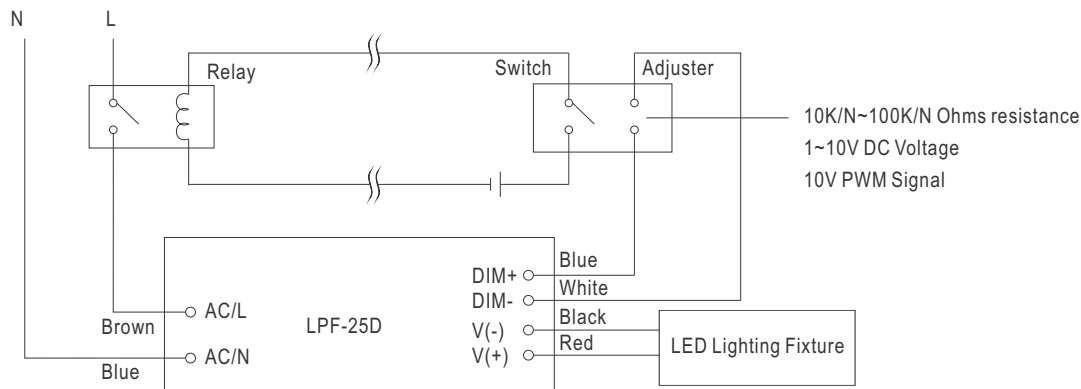 N L
Relay
Switch
Adjuster
10K/N~100K/N Ohms resistance
1~10V DC Voltage
10V PWM Signal
Blue
DIM+
White
DIM-
Black
V(-)
Red
V(+)
AC/L
Brown
LPF-25D
AC/N
Blue
LED Lighting Fixture